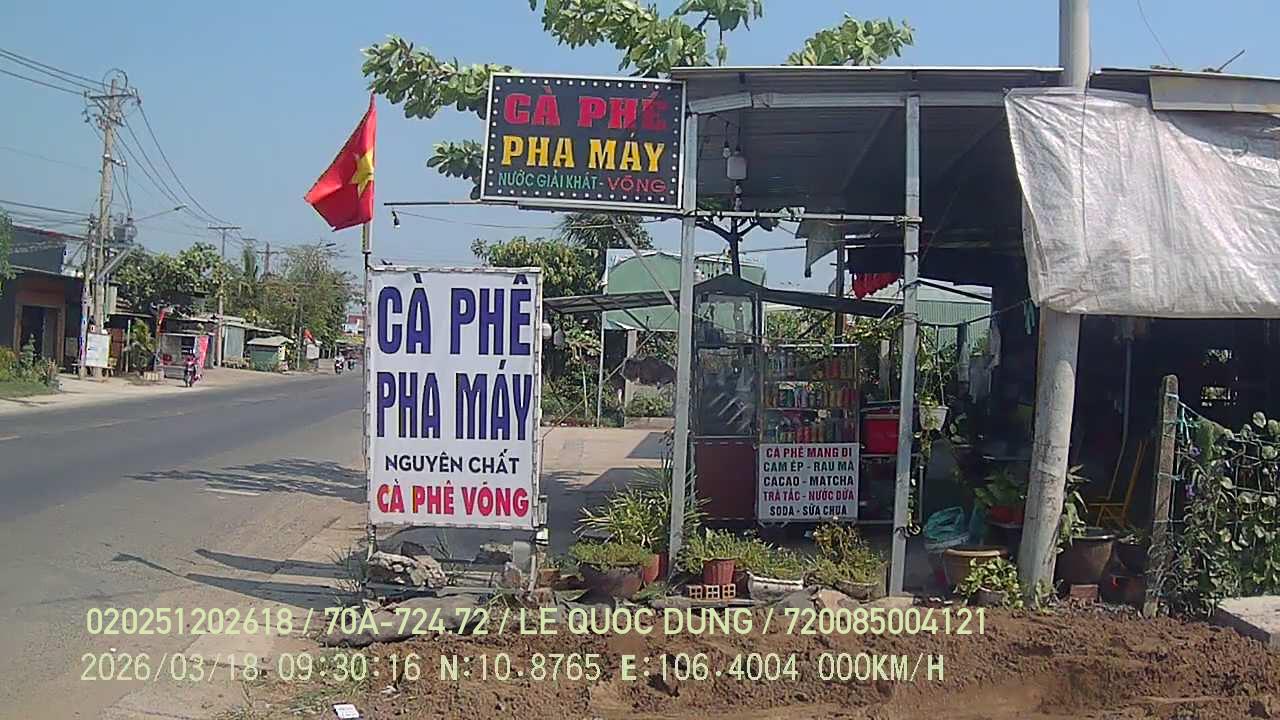 CÀ PHÊ
PHA MÁY
NƯỚC GIẢI KHÁT - VÕNG
CÀ PHÊ
PHA MÁY
NGUYÊN CHẤT
CÀ PHÊ VÕNG
CÀ PHÊ MANG ĐI
CAM ÉP - RAU MÁ
CACAO - MATCHA
TRÀ TẮC - NƯỚC DỪA
SODA - SỮA CHUA
020251202618 / 70A-724.72 / LE QUOC DUNG / 720085004121
2026/03/18 09:30:16 N:10.8765 E:106.4004 000KM/H